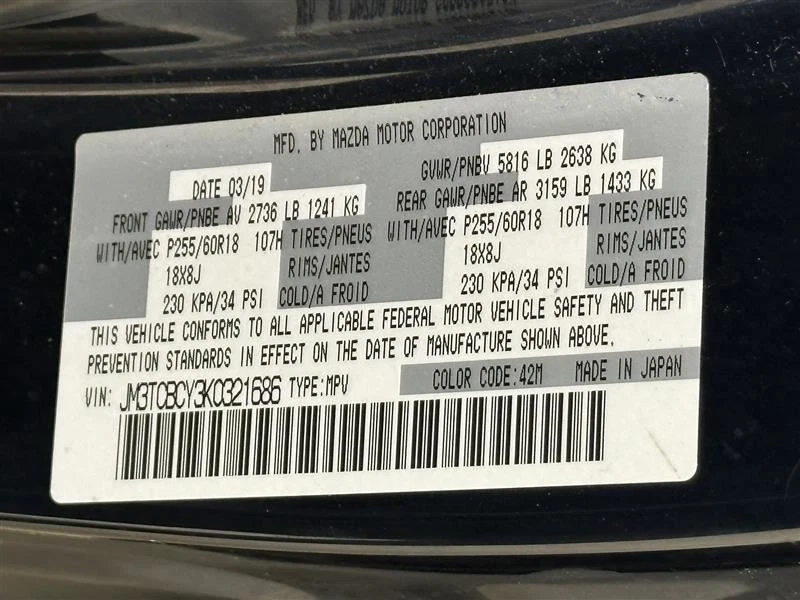 MFD. BY MAZDA MOTOR CORPORATION
DATE 03/19
GVWR/PNBV 5816 LB 2638 KG
FRONT GAWR/PNBE AV 2736 LB 1241 KG
REAR GAWR/PNBE AR 3159 LB 1433 KG
WITH/AVEC P255/60R18 107H TIRES/PNEUS
WITH/AVEC P255/60R18 107H TIRES/PNEUS
18X8J RIMS/JANTES
18X8J RIMS/JANTES
230 KPA/34 PSI COLD/A FROID
230 KPA/34 PSI COLD/A FROID
THIS VEHICLE CONFORMS TO ALL APPLICABLE FEDERAL MOTOR VEHICLE SAFETY AND THEFT
PREVENTION STANDARDS IN EFFECT ON THE DATE OF MANUFACTURE SHOWN ABOVE.
VIN: JM3TCBCY3K0321686 TYPE:MPV
COLOR CODE:42M MADE IN JAPAN